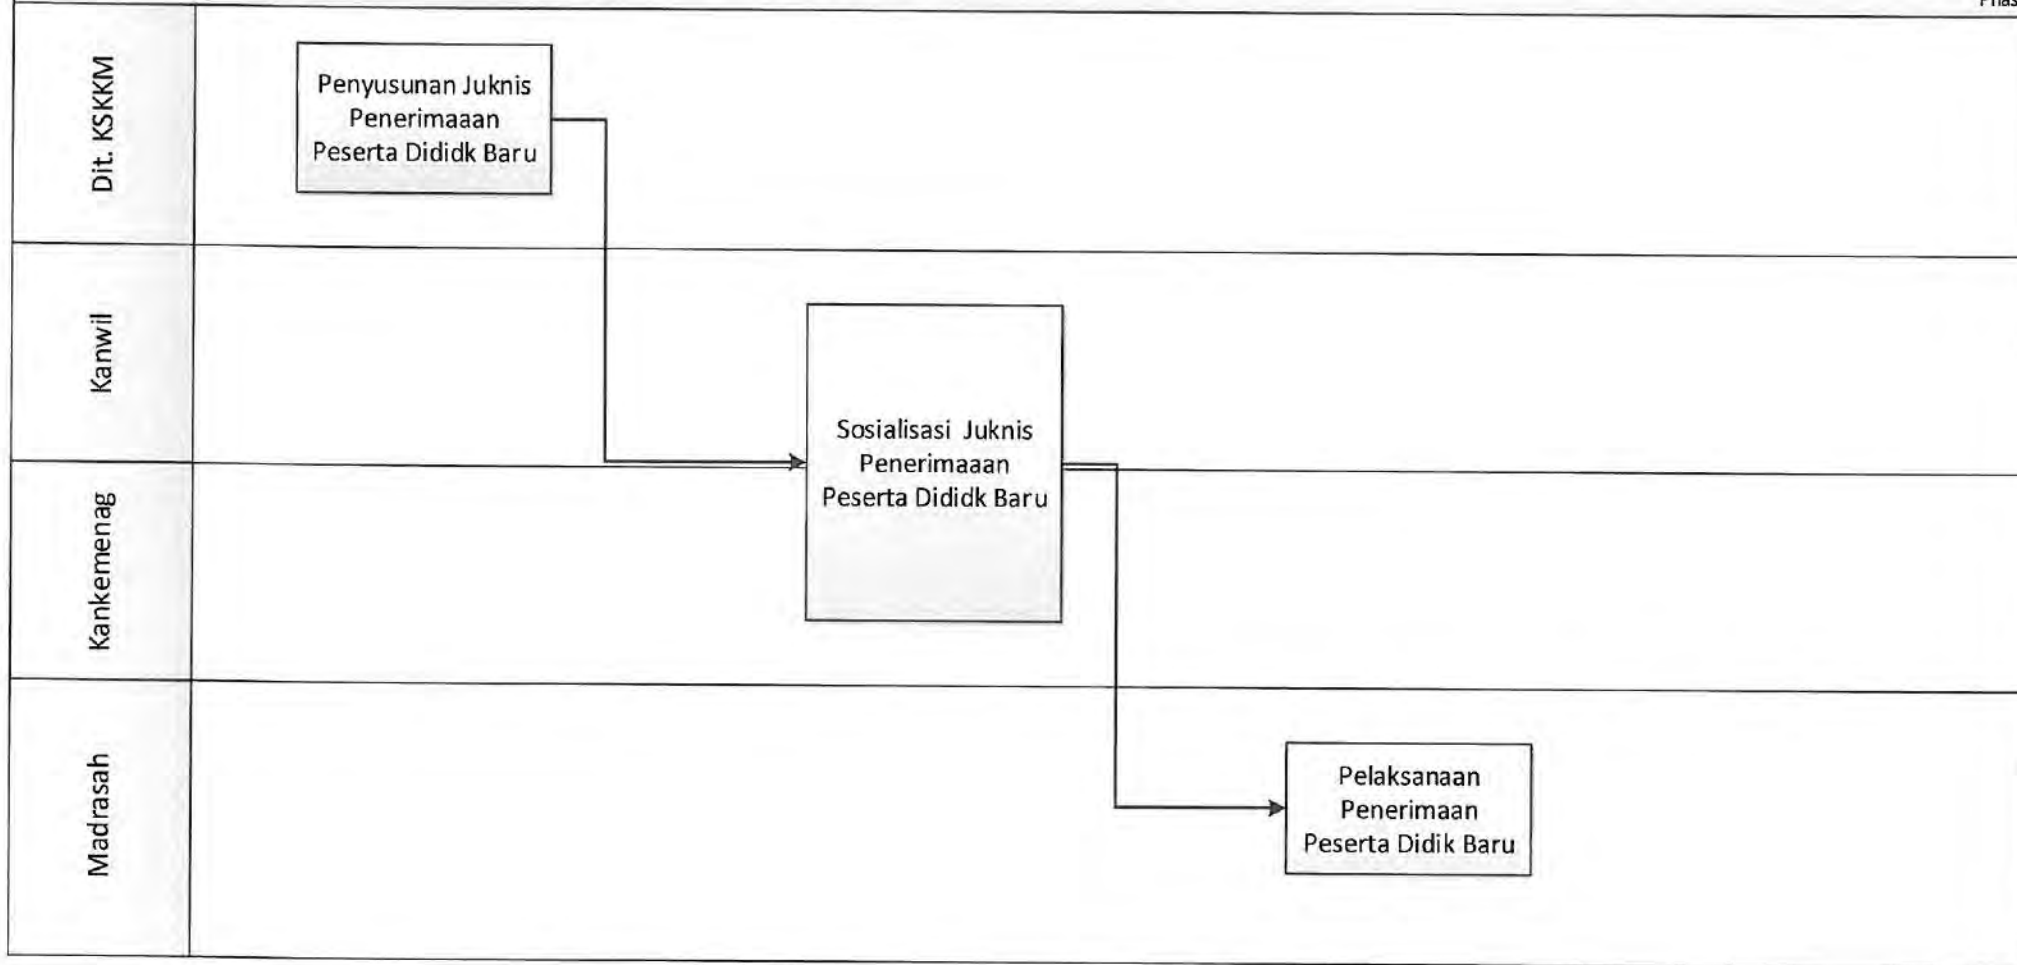 Dit. KSKKM
Penyusunan Juknis
Penerimaaan
Peserta Dididk Baru
Kanwil
Sosialisasi Juknis
Penerimaaan
Peserta Dididk Baru
Kankemenag
Madrasah
Pelaksanaan
Penerimaan
Peserta Didik Baru